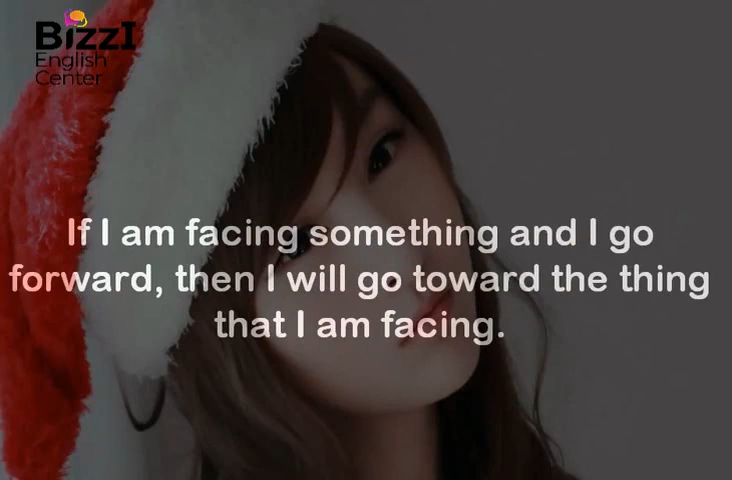 BizzI
English
Center
If I am facing something and I go
forward, then I will go toward the thing
that I am facing.